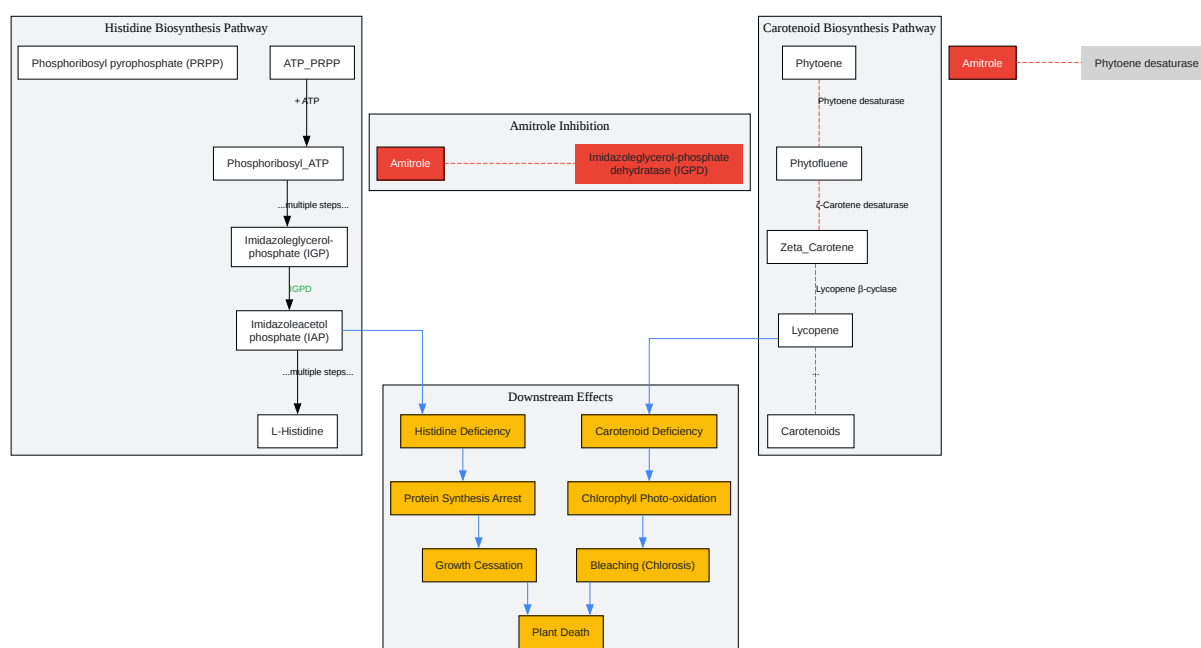 Histidine Biosynthesis Pathway
Phosphoribosyl pyrophosphate (PRPP)
ATP_PRPP
+ ATP
Phosphoribosyl_ATP
...multiple steps...
Imidazoleglycerol-
phosphate (IGP)
IGPD
Imidazoleacetol
phosphate (IAP)
...multiple steps...
L-Histidine
Amitrole Inhibition
Amitrole
Imidazoleglycerol-phosphate
dehydratase (IGPD)
Carotenoid Biosynthesis Pathway
Phytoene
Phytoene desaturase
Phytofluene
ζ-Carotene desaturase
Zeta_Carotene
Lycopene β-cyclase
Lycopene
...
Carotenoids
Amitrole
Phytoene desaturase
Downstream Effects
Histidine Deficiency
Carotenoid Deficiency
Protein Synthesis Arrest
Chlorophyll Photo-oxidation
Growth Cessation
Bleaching (Chlorosis)
Plant Death